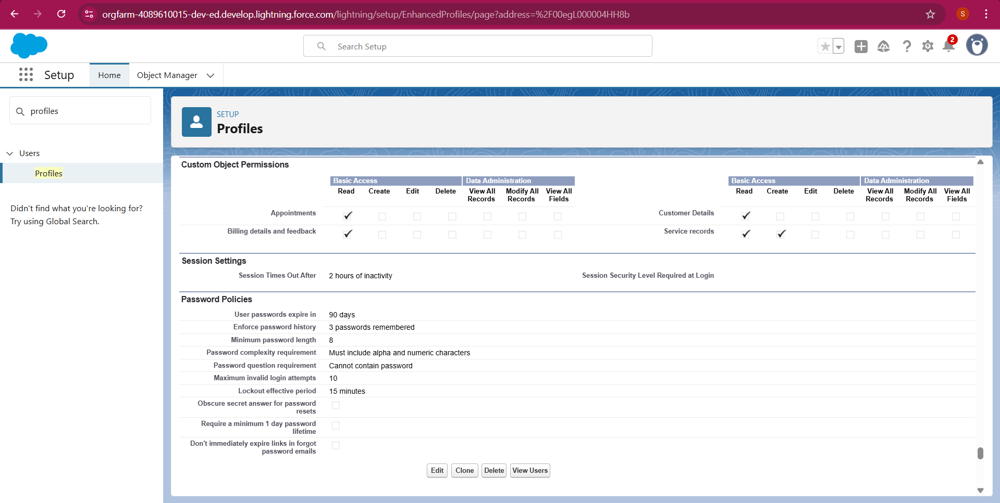 orgfarm-4089610015-dev-ed.develop.lightning.force.com/lightning/setup/EnhancedProfiles/page?address=%2F00egL000004HH8b
S
Search Setup
2
Setup
Home
Object Manager
profiles
Users
Profiles
Didn't find what you're looking for?
Try using Global Search.
SETUP
Profiles
Custom Object Permissions
Basic Access Data Administration Basic Access Data Administration
Read Create Edit Delete View All Records Modify All Records View All Fields Read Create Edit Delete View All Records Modify All Records View All Fields
Appointments Customer Details
Billing details and feedback Service records
Session Settings
Session Times Out After 2 hours of inactivity Session Security Level Required at Login
Password Policies
User passwords expire in 90 days
Enforce password history 3 passwords remembered
Minimum password length 8
Password complexity requirement Must include alpha and numeric characters
Password question requirement Cannot contain password
Maximum invalid login attempts 10
Lockout effective period 15 minutes
Obscure secret answer for password
resets
Require a minimum 1 day password
lifetime
Don't immediately expire links in forgot
password emails
Edit Clone Delete View Users